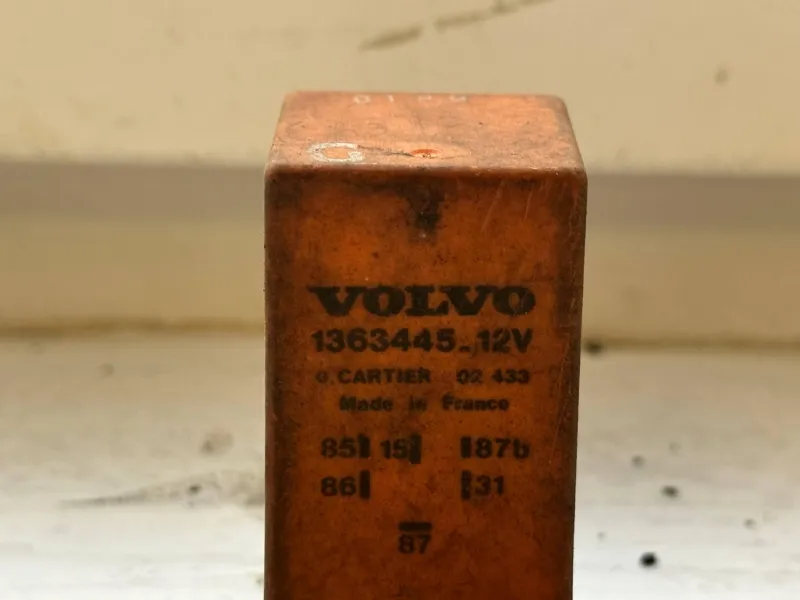 VOLVO
1363445 12V
CARTIER 02 433
Made in France
85 15 87b
86 31
87